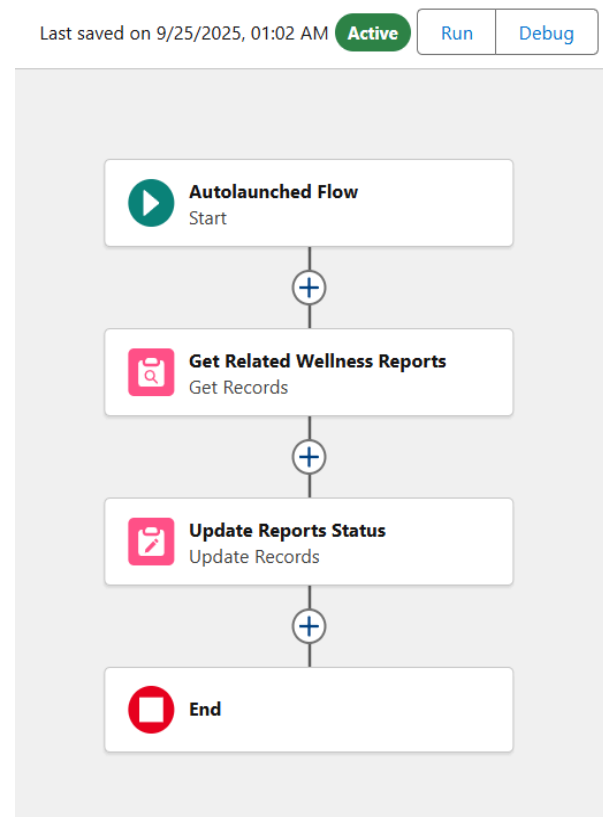 Last saved on 9/25/2025, 01:02 AM Active Run Debug
Autolaunched Flow
Start
Get Related Wellness Reports
Get Records
Update Reports Status
Update Records
End